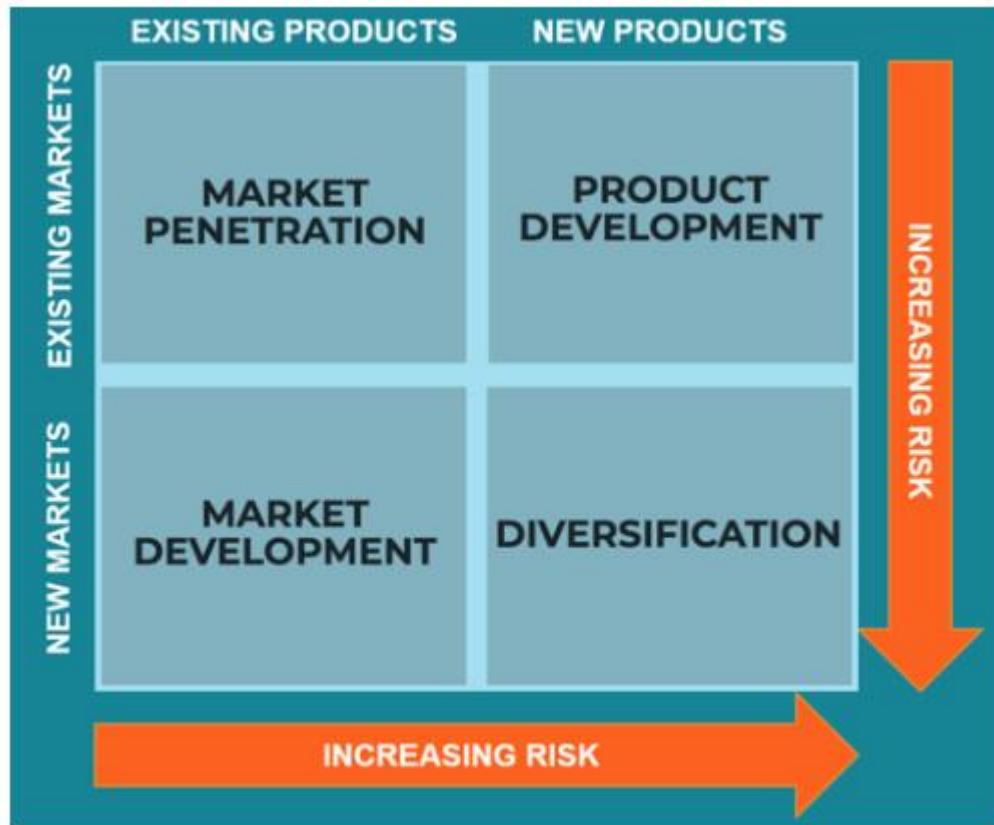 EXISTING PRODUCTS
NEW PRODUCTS
EXISTING MARKETS
MARKET
PENETRATION
PRODUCT
DEVELOPMENT
INCREASING RISK
NEW MARKETS
MARKET
DEVELOPMENT
DIVERSIFICATION
INCREASING RISK